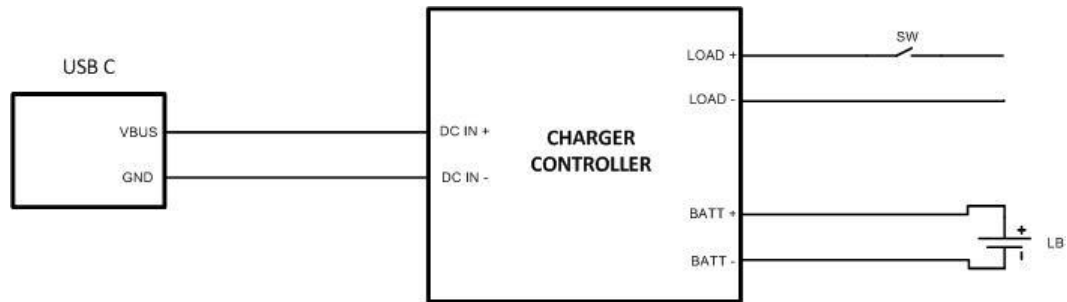 USB C
VBUS
GND
DC IN +
DC IN -
CHARGER
CONTROLLER
LOAD +
LOAD -
BATT +
BATT -
SW
+
-
LB